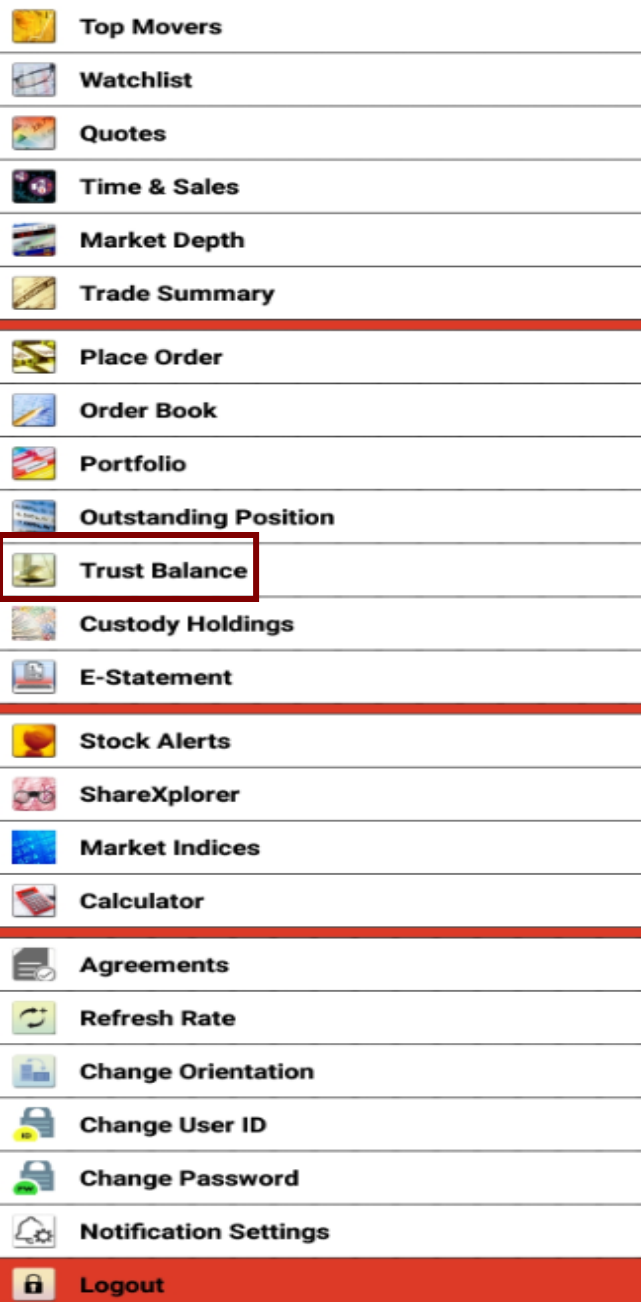 Top Movers
Watchlist
Quotes
Time & Sales
Market Depth
Trade Summary
Place Order
Order Book
Portfolio
Outstanding Position
Trust Balance
Custody Holdings
E-Statement
Stock Alerts
ShareXplorer
Market Indices
Calculator
Agreements
Refresh Rate
Change Orientation
ID
Change User ID
PW
Change Password
Notification Settings
Logout